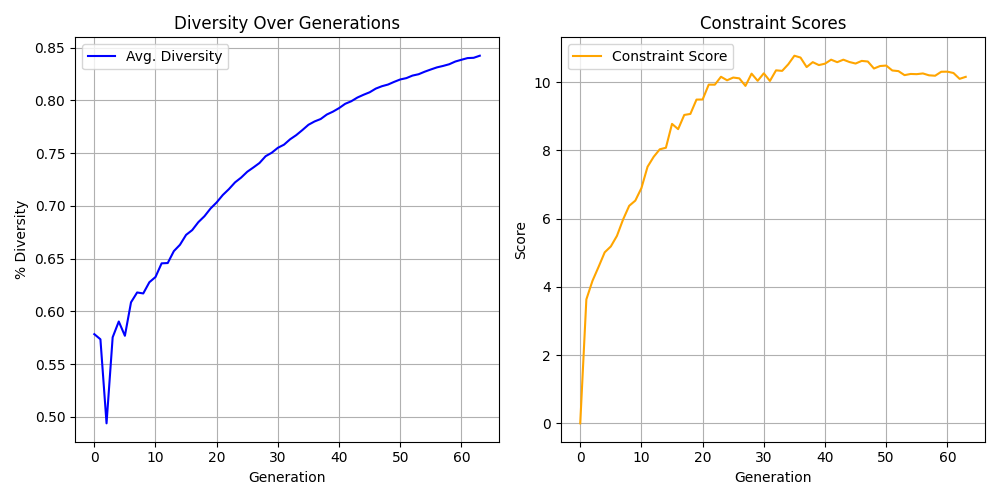 Diversity Over Generations
Avg. Diversity
% Diversity
0.85
0.80
0.75
0.70
0.65
0.60
0.55
0.50
0 10 20 30 40 50 60
Generation
Constraint Scores
Constraint Score
Score
10
8
6
4
2
0
0 10 20 30 40 50 60
Generation